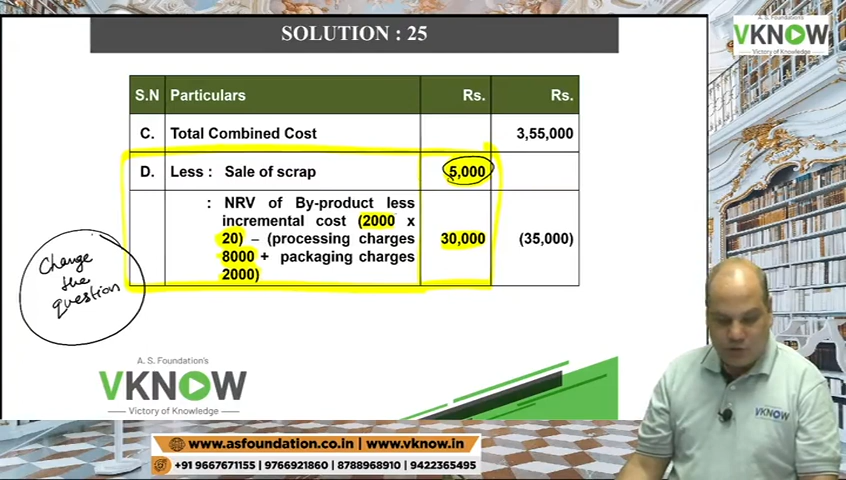 SOLUTION : 25
A. S. Foundation's
VKNOW
Victory of Knowledge
S.N Particulars Rs. Rs.
C. Total Combined Cost 3,55,000
D. Less : Sale of scrap 5,000
: NRV of By-product less
incremental cost (2000 x
20) – (processing charges 30,000 (35,000)
8000 + packaging charges
2000)
Change
the
question
A. S. Foundation's
VKNOW
Victory of Knowledge
VKNOW
www.asfoundation.co.in | www.vknow.in
+91 9667671155 | 9766921860 | 8788968910 | 9422365495